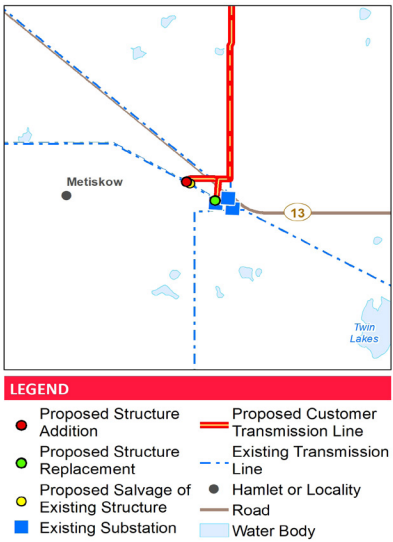 Metiskow
13
Twin
Lakes
LEGEND
Proposed Structure
Addition
Proposed Structure
Replacement
Proposed Salvage of
Existing Structure
Existing Substation
Proposed Customer
Transmission Line
Existing Transmission
Line
Hamlet or Locality
Road
Water Body